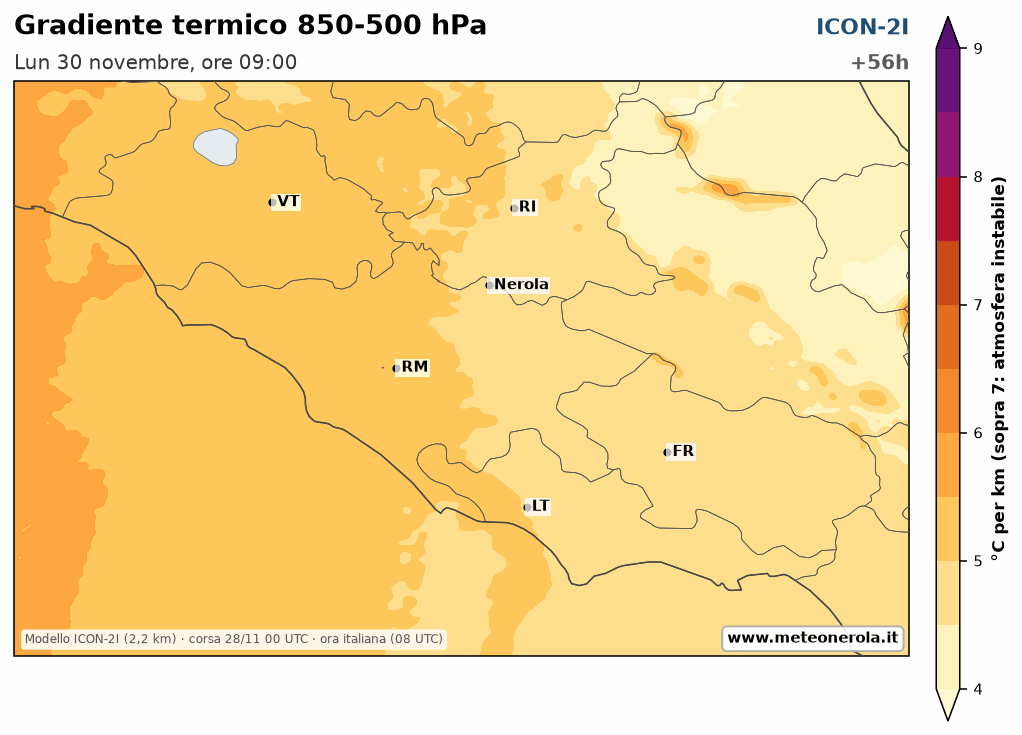 Gradiente termico 850-500 hPa
ICON-2I
Lun 30 novembre, ore 09:00
+56h
VT
RI
Nerola
RM
FR
LT
Modello ICON-2I (2,2 km) · corsa 28/11 00 UTC · ora italiana (08 UTC)
www.meteonerola.it
9
8
7
6
5
4
°C per km (sopra 7: atmosfera instabile)